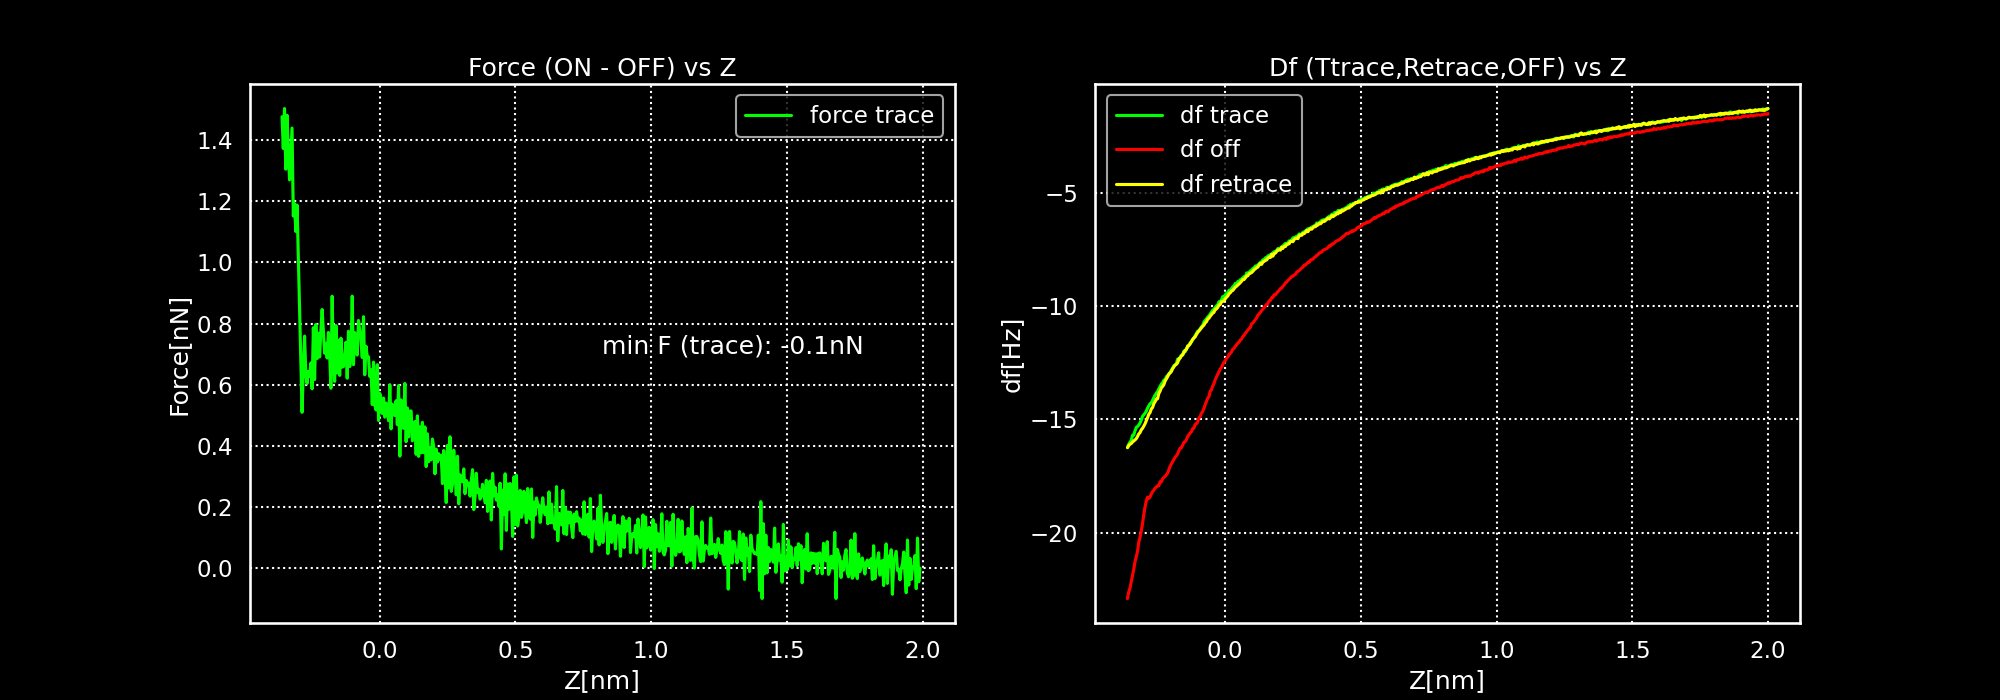 Force (ON - OFF) vs Z
force trace
1.4
1.2
1.0
0.8
0.6
0.4
0.2
0.0
Force[nN]
min F (trace): -0.1nN
0.0 0.5 1.0 1.5 2.0
Z[nm]
Df (Ttrace,Retrace,OFF) vs Z
df trace
df off
df retrace
−5
−10
−15
−20
df[Hz]
0.0 0.5 1.0 1.5 2.0
Z[nm]